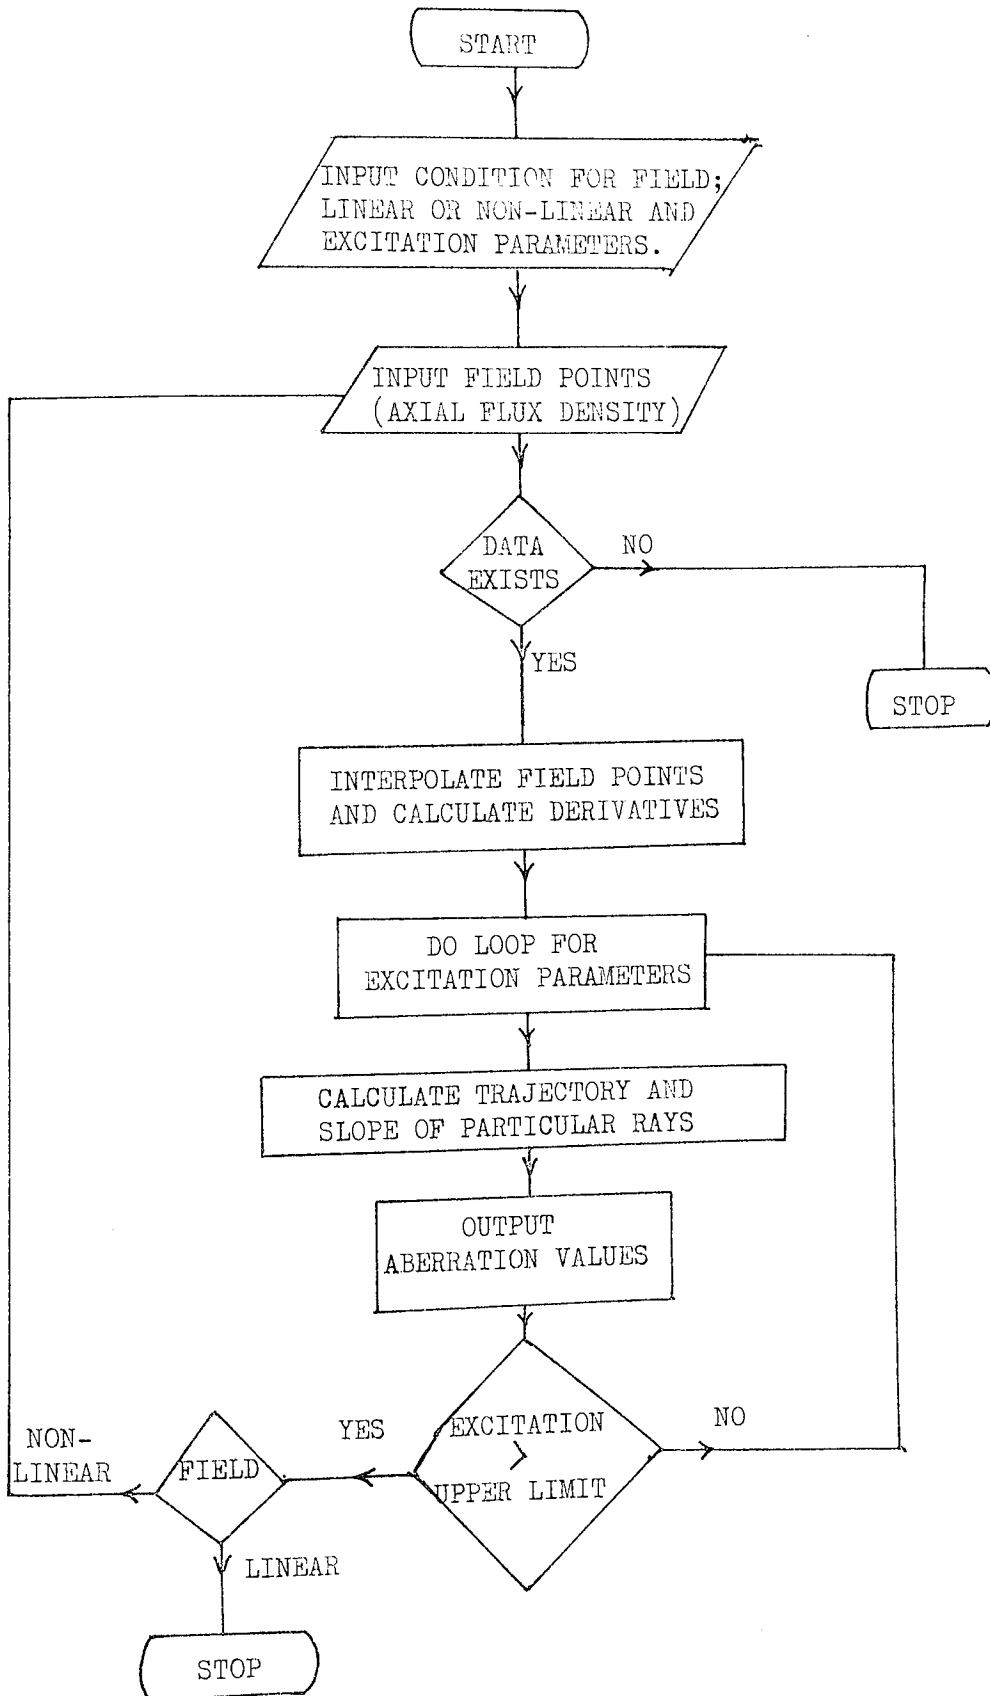 START
INPUT CONDITION FOR FIELD;
LINEAR OR NON-LINEAR AND
EXCITATION PARAMETERS.
INPUT FIELD POINTS
(AXIAL FLUX DENSITY)
DATA
EXISTS
NO
YES
STOP
INTERPOLATE FIELD POINTS
AND CALCULATE DERIVATIVES
DO LOOP FOR
EXCITATION PARAMETERS
CALCULATE TRAJECTORY AND
SLOPE OF PARTICULAR RAYS
OUTPUT
ABERRATION VALUES
EXCITATION
>
UPPER LIMIT
NO
YES
FIELD
NON-
LINEAR
LINEAR
STOP